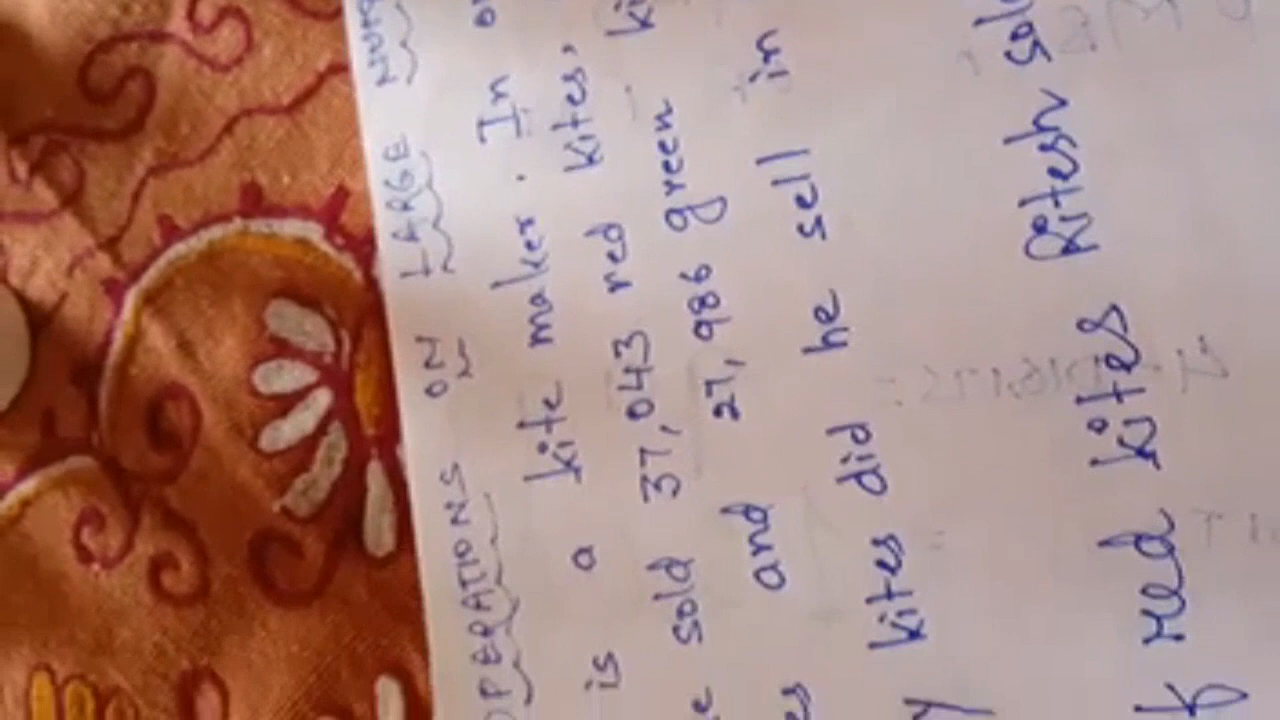 OPERATIONS ON LARGE
is a kite maker. In
sold 37,043 red kites,
and 27,986 green
kites did he sell in
red kites Ritesh